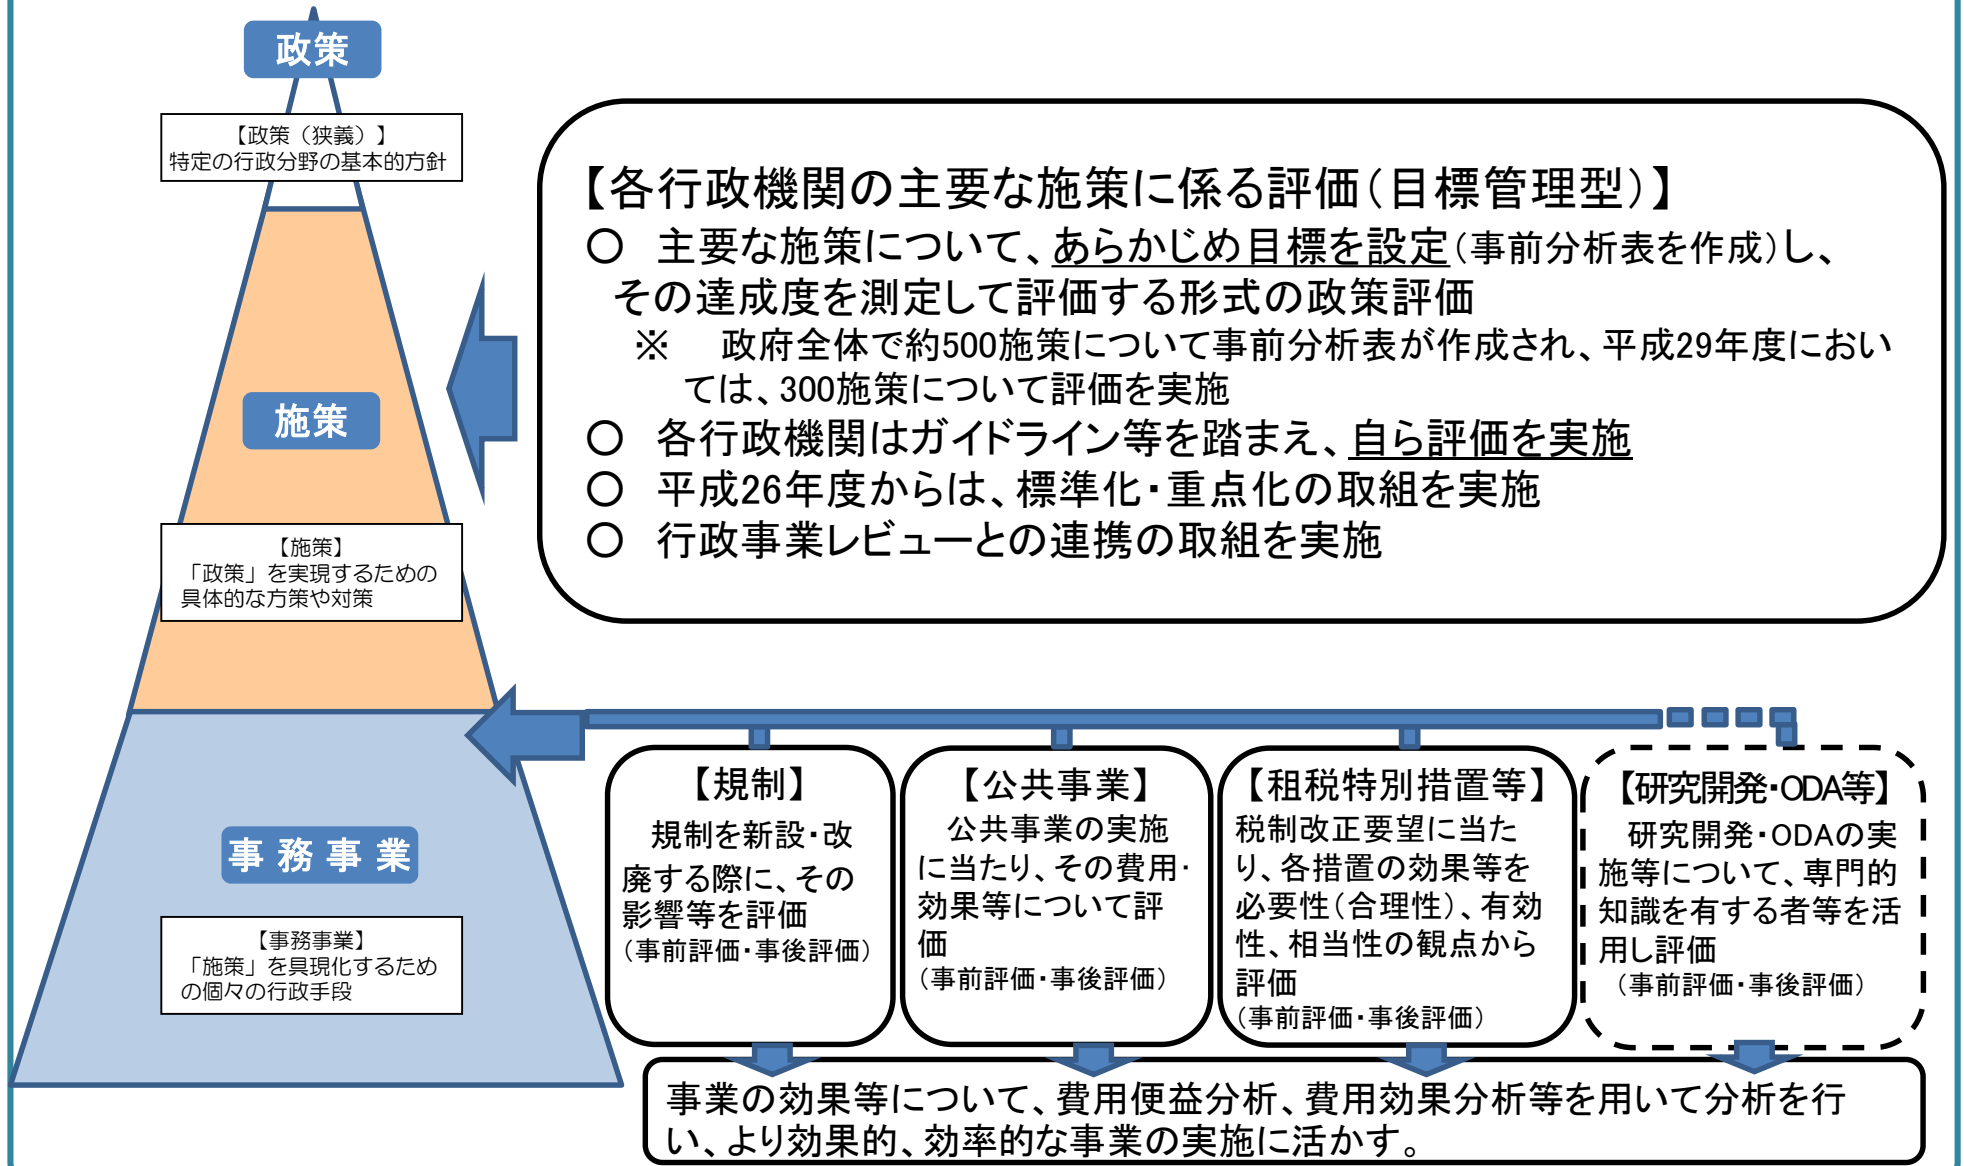 政策
【政策（狭義）】
特定の行政分野の基本的方針
施策
【施策】
「政策」を実現するための
具体的な方策や対策
事務事業
【事務事業】
「施策」を具現化するため
の個々の行政手段
【各行政機関の主要な施策に係る評価（目標管理型）】
○　主要な施策について、あらかじめ目標を設定（事前分析表を作成）し、
その達成度を測定して評価する形式の政策評価
※　政府全体で約500施策について事前分析表が作成され、平成29年度におい
ては、300施策について評価を実施
○　各行政機関はガイドライン等を踏まえ、自ら評価を実施
○　平成26年度からは、標準化・重点化の取組を実施
○　行政事業レビューとの連携の取組を実施
【規制】
規制を新設・改
廃する際に、その
影響等を評価
（事前評価・事後評価）
【公共事業】
公共事業の実施
に当たり、その費用・
効果等について評
価
（事前評価・事後評価）
【租税特別措置等】
税制改正要望に当た
り、各措置の効果等を
必要性（合理性）、有効
性、相当性の観点から
評価
（事前評価・事後評価）
【研究開発・ODA等】
研究開発・ODAの実
施等について、専門的
知識を有する者等を活
用し評価
（事前評価・事後評価）
事業の効果等について、費用便益分析、費用効果分析等を用いて分析を行
い、より効果的、効率的な事業の実施に活かす。